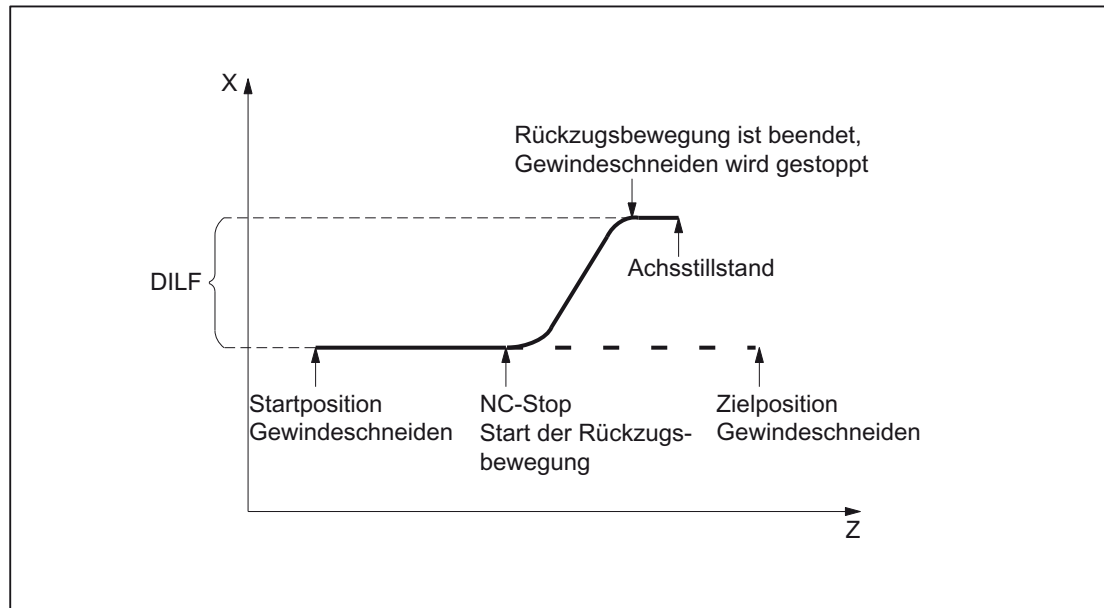 X
Rückzugsbewegung ist beendet,
Gewindeschneiden wird gestoppt
Achsstillstand
DILF
Startposition
Gewindeschneiden
NC-Stop
Start der Rückzugs-
bewegung
Zielposition
Gewindeschneiden
Z